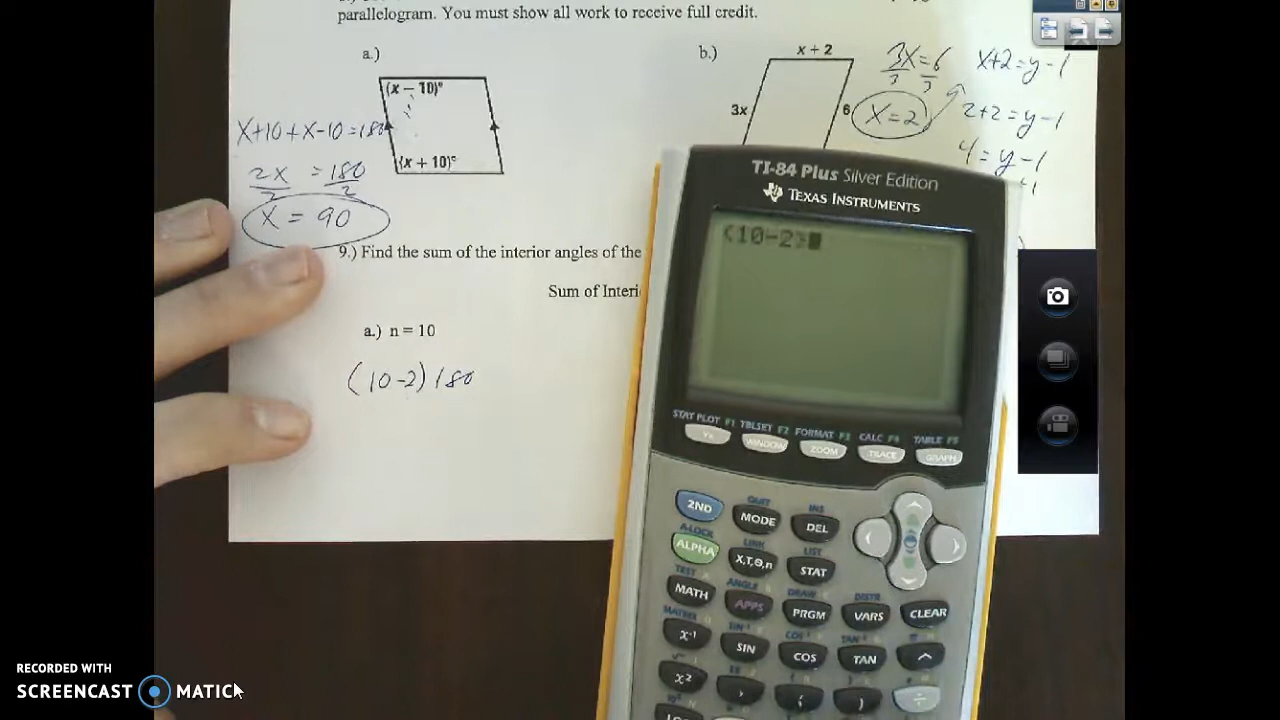 parallelogram. You must show all work to receive full credit.
a.)
(x – 10)°
(x + 10)°
X+10+X-10=180
2X = 180
2 2
X = 90
b.)
x + 2
3x
6
3X=6
3 3
X=2
X+2=y-1
2+2=y-1
4=y-1
9.) Find the sum of the interior angles of the
Sum of Interi
a.) n = 10
(10-2)180
TI-84 Plus Silver Edition
TEXAS INSTRUMENTS
(10-2)
STAT PLOT F1 TBLSET F2 FORMAT F3 CALC F4 TABLE F5
Y= WINDOW ZOOM TRACE GRAPH
QUIT INS
2ND MODE DEL
A-LOCK LINK LIST
ALPHA X,T,Θ,n STAT
TEST A ANGLE B DRAW C DISTR
MATH APPS PRGM VARS CLEAR
MATRIX SIN⁻¹ COS⁻¹ TAN⁻¹ π
x⁻¹ SIN COS TAN ^
x² , ( ) ÷
LOG
RECORDED WITH
SCREENCAST MATIC